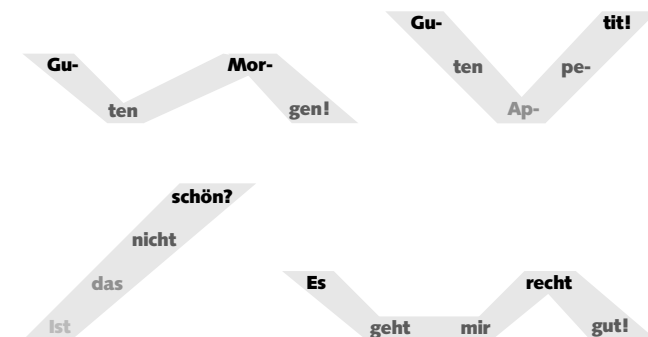 Gu-
ten
Mor-
gen!
Gu-
ten
Ap-
pe-
tit!
Ist
das
nicht
schön?
Es
geht
mir
recht
gut!